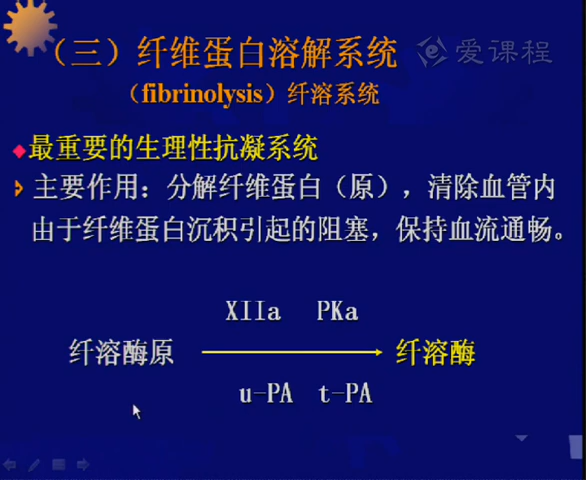 （三）纤维蛋白溶解系统
爱课程
（fibrinolysis）纤溶系统
最重要的生理性抗凝系统
主要作用：分解纤维蛋白（原），清除血管内
由于纤维蛋白沉积引起的阻塞，保持血流通畅。
XIIa PKa
纤溶酶原 纤溶酶
u-PA t-PA